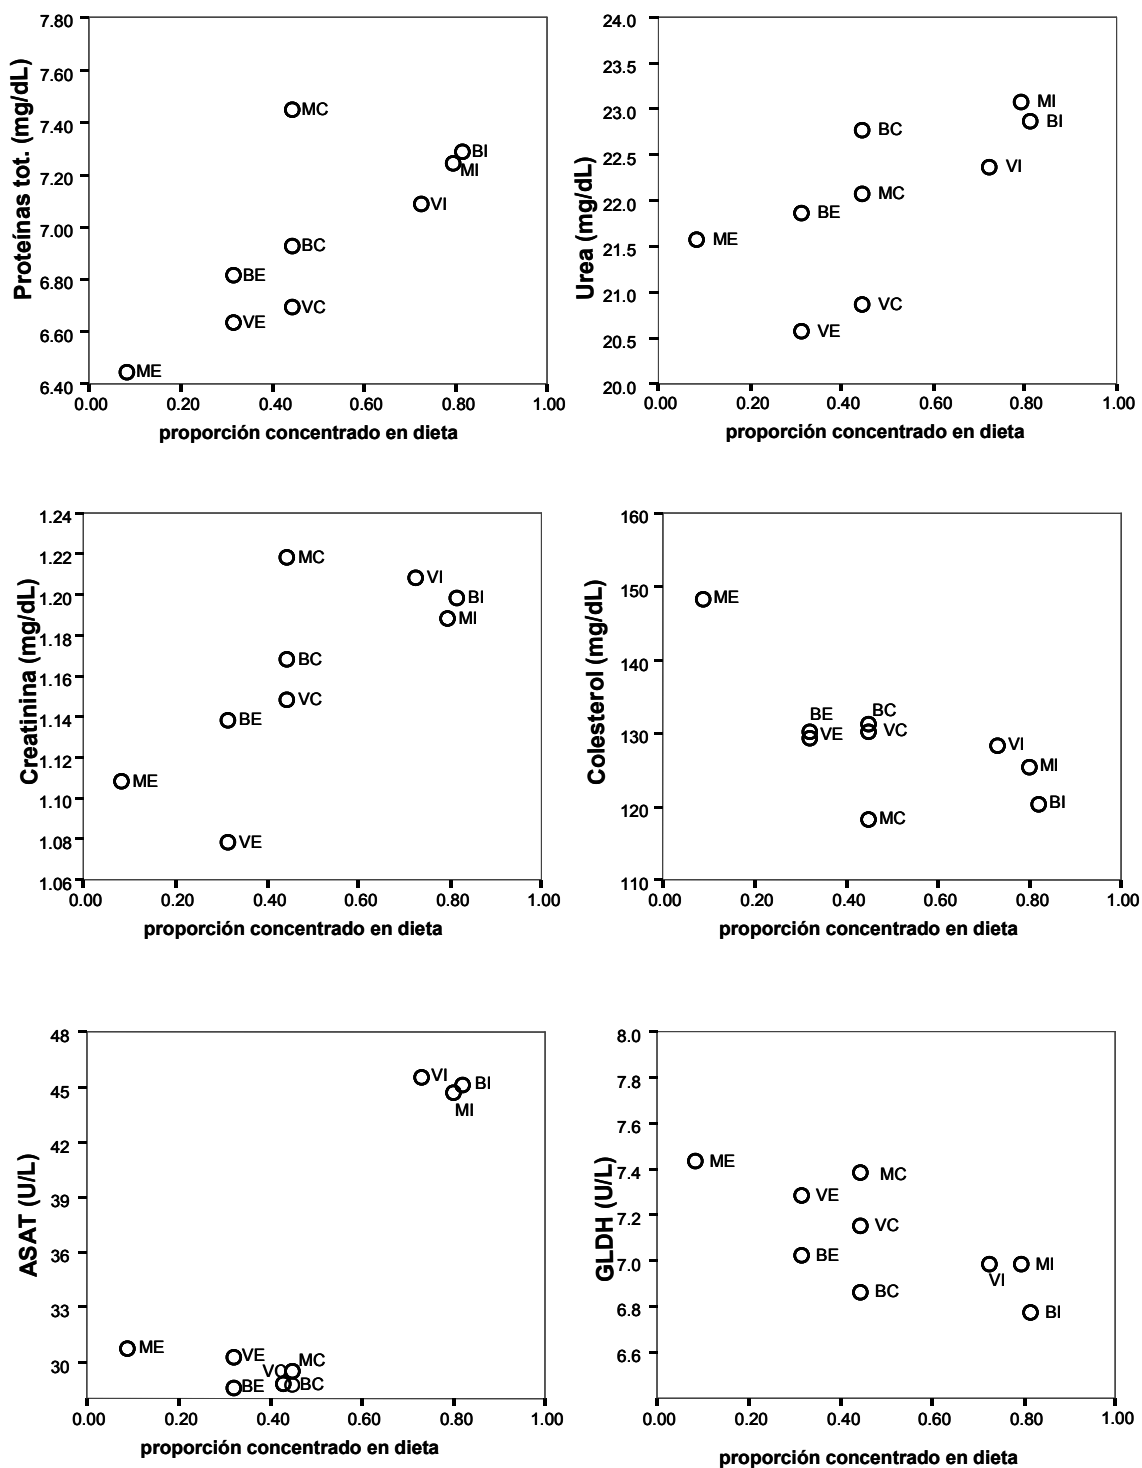 7.80
7.60
7.40
7.20
7.00
6.80
6.60
6.40
Proteínas tot. (mg/dL)
MC
BI
MI
VI
BC
BE
VC
VE
ME
0.00 0.20 0.40 0.60 0.80 1.00
proporción concentrado en dieta
24.0
23.5
23.0
22.5
22.0
21.5
21.0
20.5
20.0
Urea (mg/dL)
MI
BI
BC
VI
MC
BE
ME
VC
VE
0.00 0.20 0.40 0.60 0.80 1.00
proporción concentrado en dieta
1.24
1.22
1.20
1.18
1.16
1.14
1.12
1.10
1.08
1.06
Creatinina (mg/dL)
MC
VI
BI
MI
BC
VC
BE
ME
VE
0.00 0.20 0.40 0.60 0.80 1.00
proporción concentrado en dieta
160
150
140
130
120
110
Colesterol (mg/dL)
ME
BE
BC
VE
VC
VI
MI
BI
MC
0.00 0.20 0.40 0.60 0.80 1.00
proporción concentrado en dieta
48
45
42
39
36
33
30
ASAT (U/L)
VI
BI
MI
ME
VE
MC
VC
BE
BC
0.00 0.20 0.40 0.60 0.80 1.00
proporción concentrado en dieta
8.0
7.8
7.6
7.4
7.2
7.0
6.8
6.6
GLDH (U/L)
ME
MC
VE
VC
BE
MI
VI
BC
BI
0.00 0.20 0.40 0.60 0.80 1.00
proporción concentrado en dieta